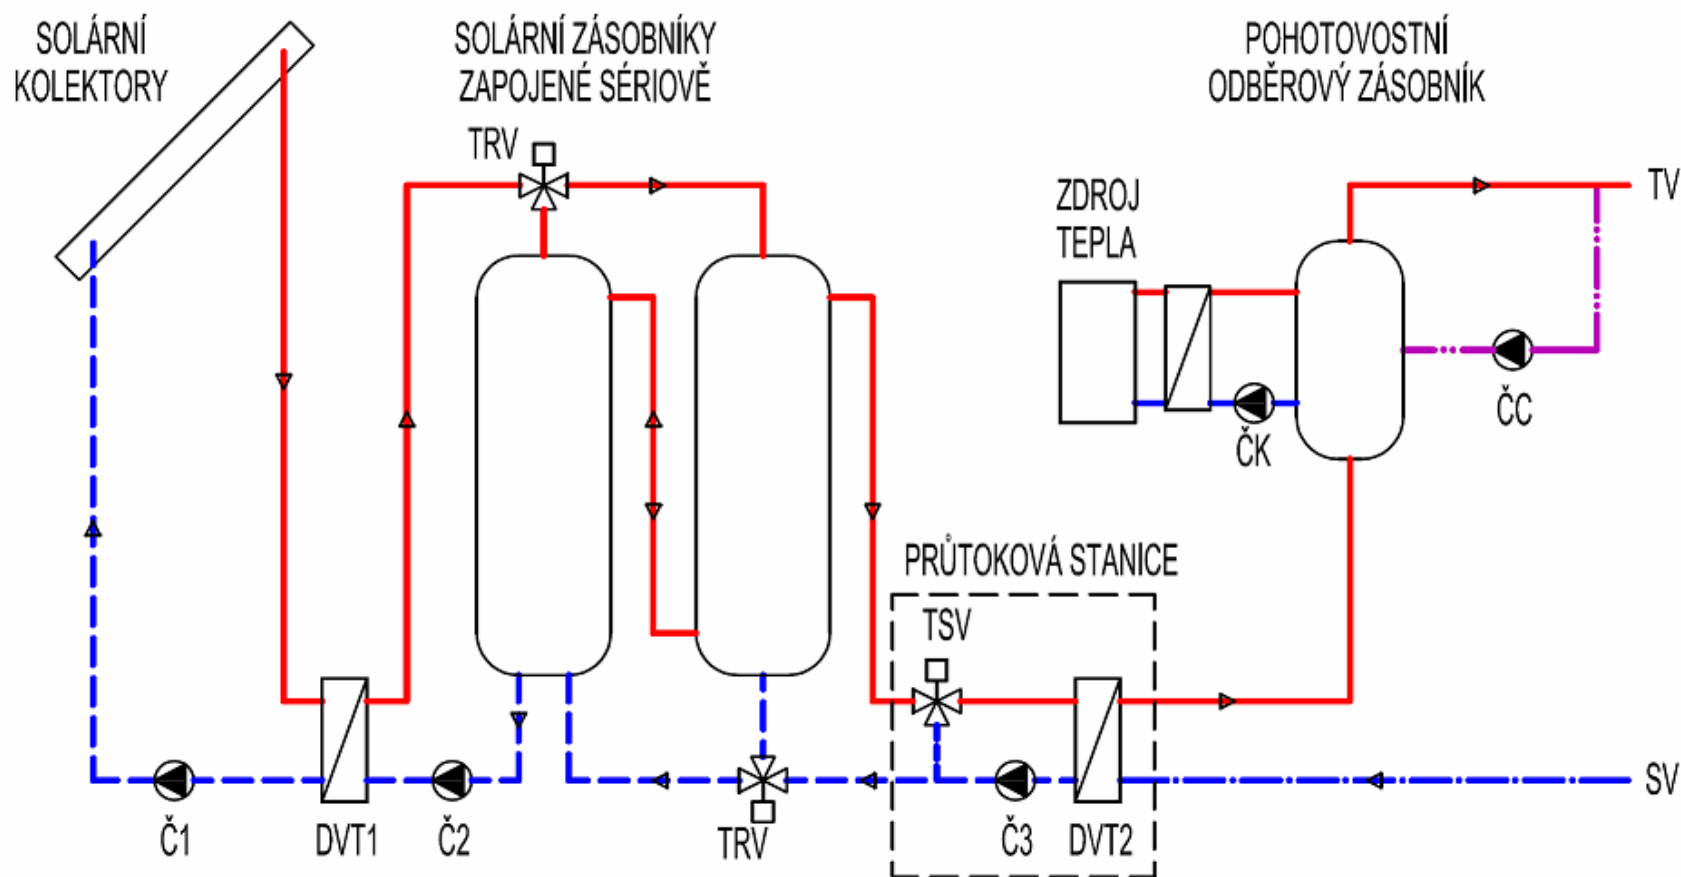 SOLÁRNÍ
KOLEKTORY
SOLÁRNÍ ZÁSOBNÍKY
ZAPOJENÉ SÉRIOVĚ
POHOTOVOSTNÍ
ODBĚROVÝ ZÁSOBNÍK
TRV
ZDROJ
TEPLA
TV
ČC
ČK
PRŮTOKOVÁ STANICE
TSV
SV
Č1
DVT1
Č2
TRV
Č3
DVT2